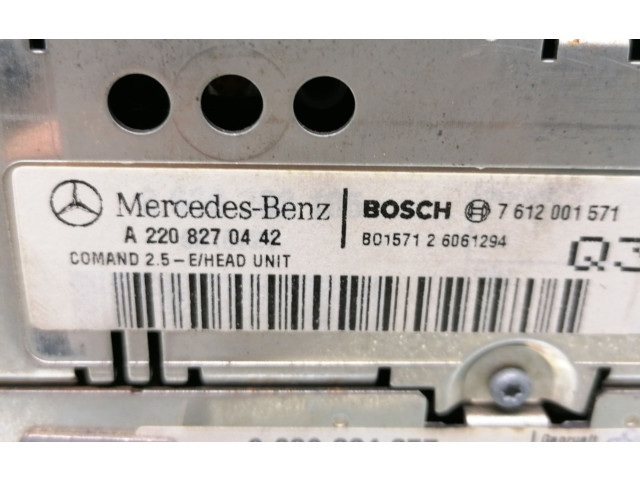 Mercedes-Benz
A 220 827 04 42
COMAND 2.5-E/HEAD UNIT
BOSCH 7 612 001 571
BO1571 2 6061294
Q3